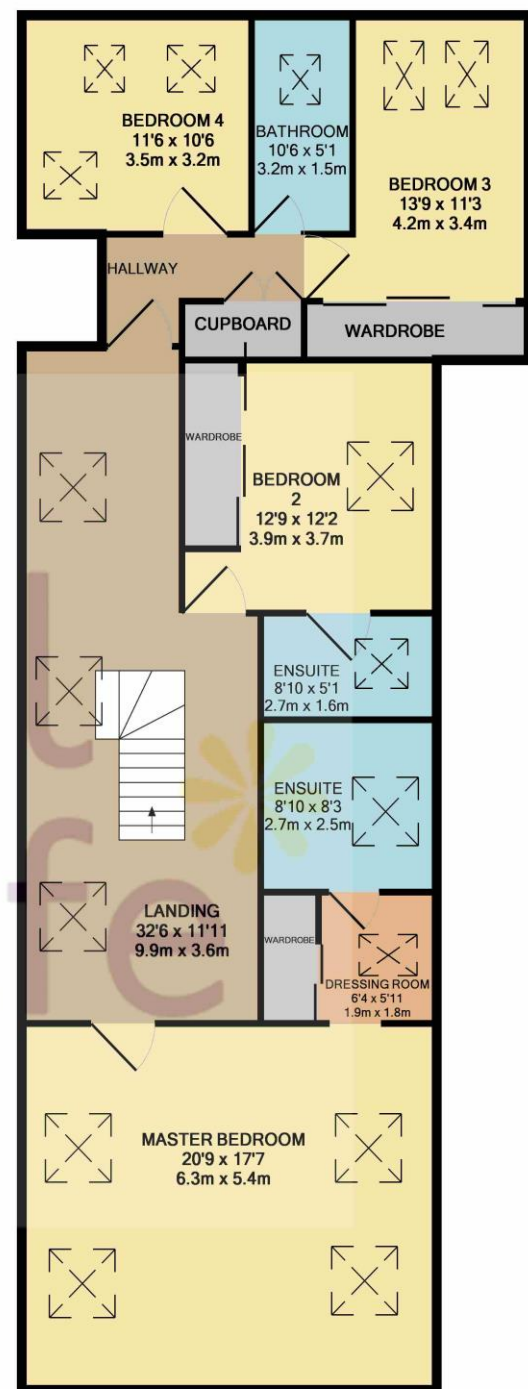 BEDROOM 4
11'6 x 10'6
3.5m x 3.2m
BATHROOM
10'6 x 5'1
3.2m x 1.5m
BEDROOM 3
13'9 x 11'3
4.2m x 3.4m
HALLWAY
CUPBOARD
WARDROBE
WARDROBE
BEDROOM
2
12'9 x 12'2
3.9m x 3.7m
ENSUITE
8'10 x 5'1
2.7m x 1.6m
ENSUITE
8'10 x 8'3
2.7m x 2.5m
LANDING
32'6 x 11'11
9.9m x 3.6m
WARDROBE
DRESSING ROOM
6'4 x 5'11
1.9m x 1.8m
MASTER BEDROOM
20'9 x 17'7
6.3m x 5.4m